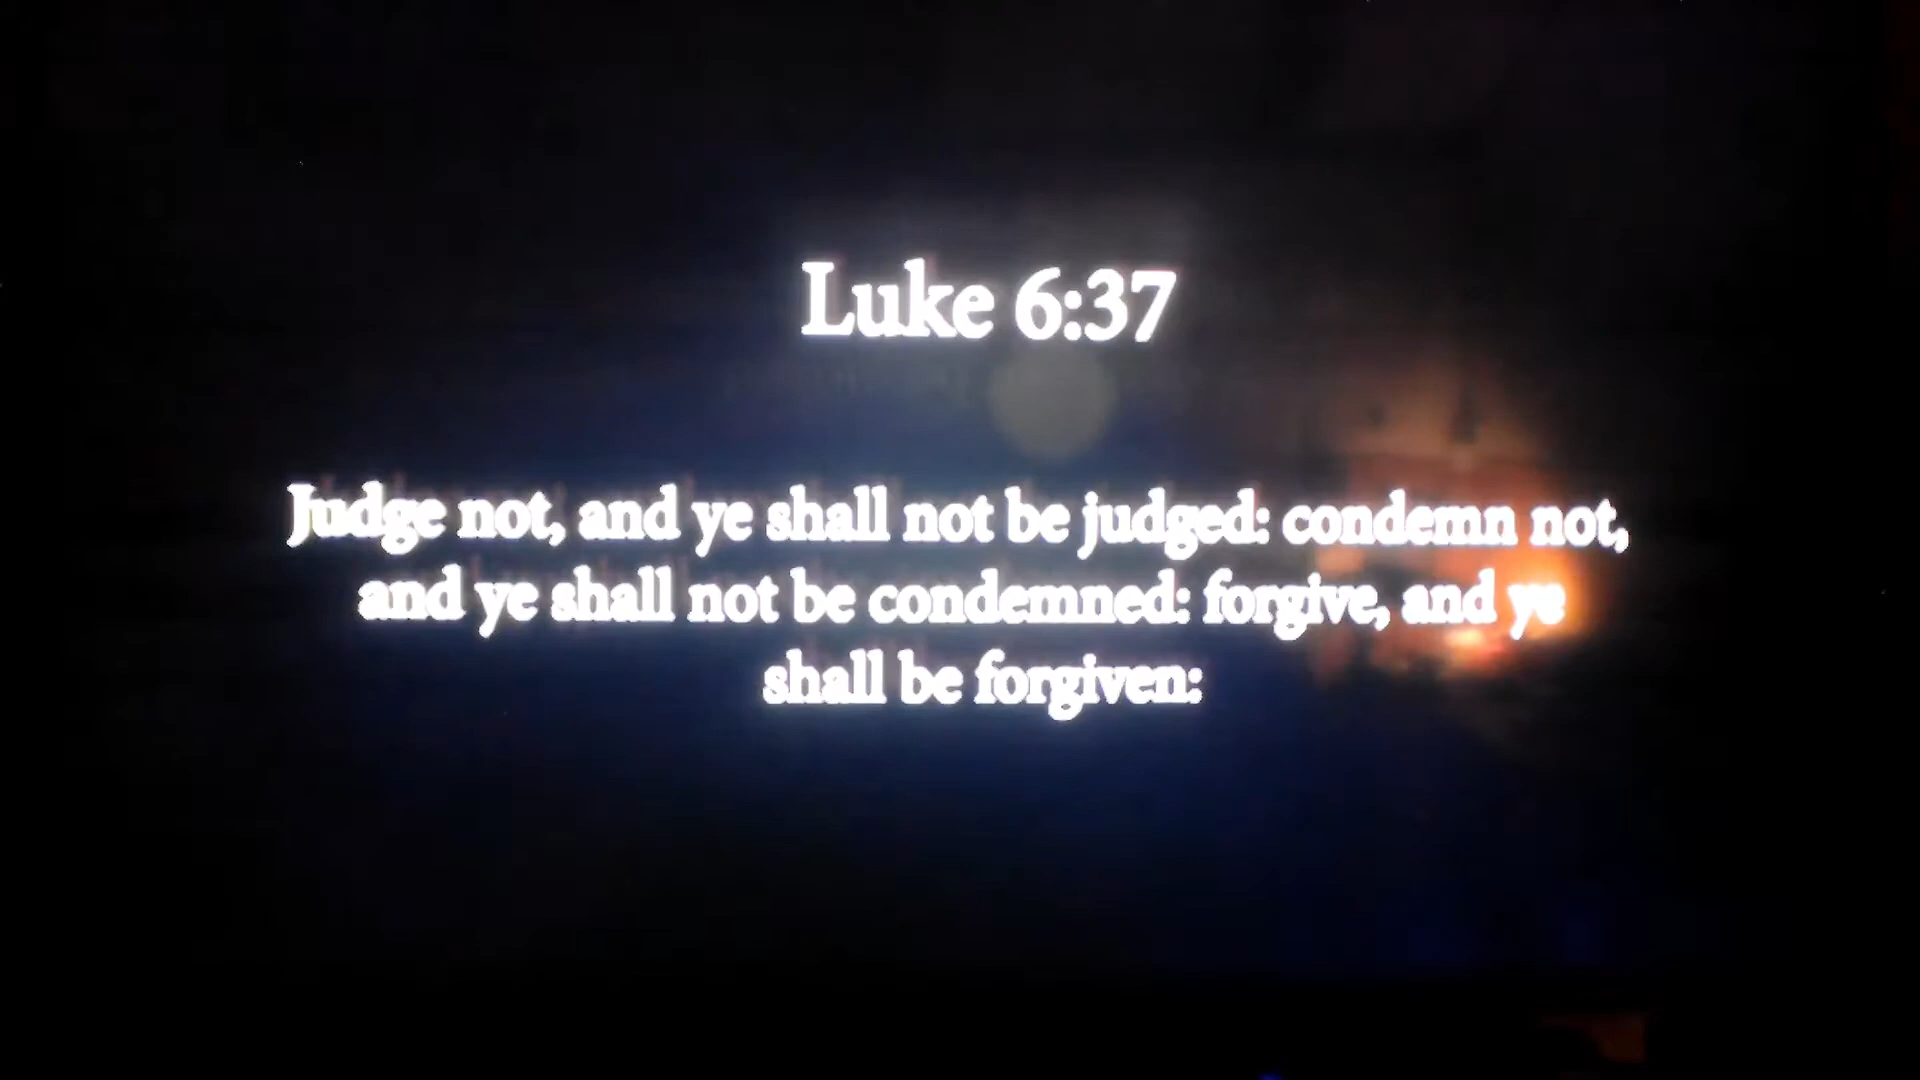 Luke 6:37
Judge not, and ye shall not be judged: condemn not,
and ye shall not be condemned: forgive, and ye
shall be forgiven: